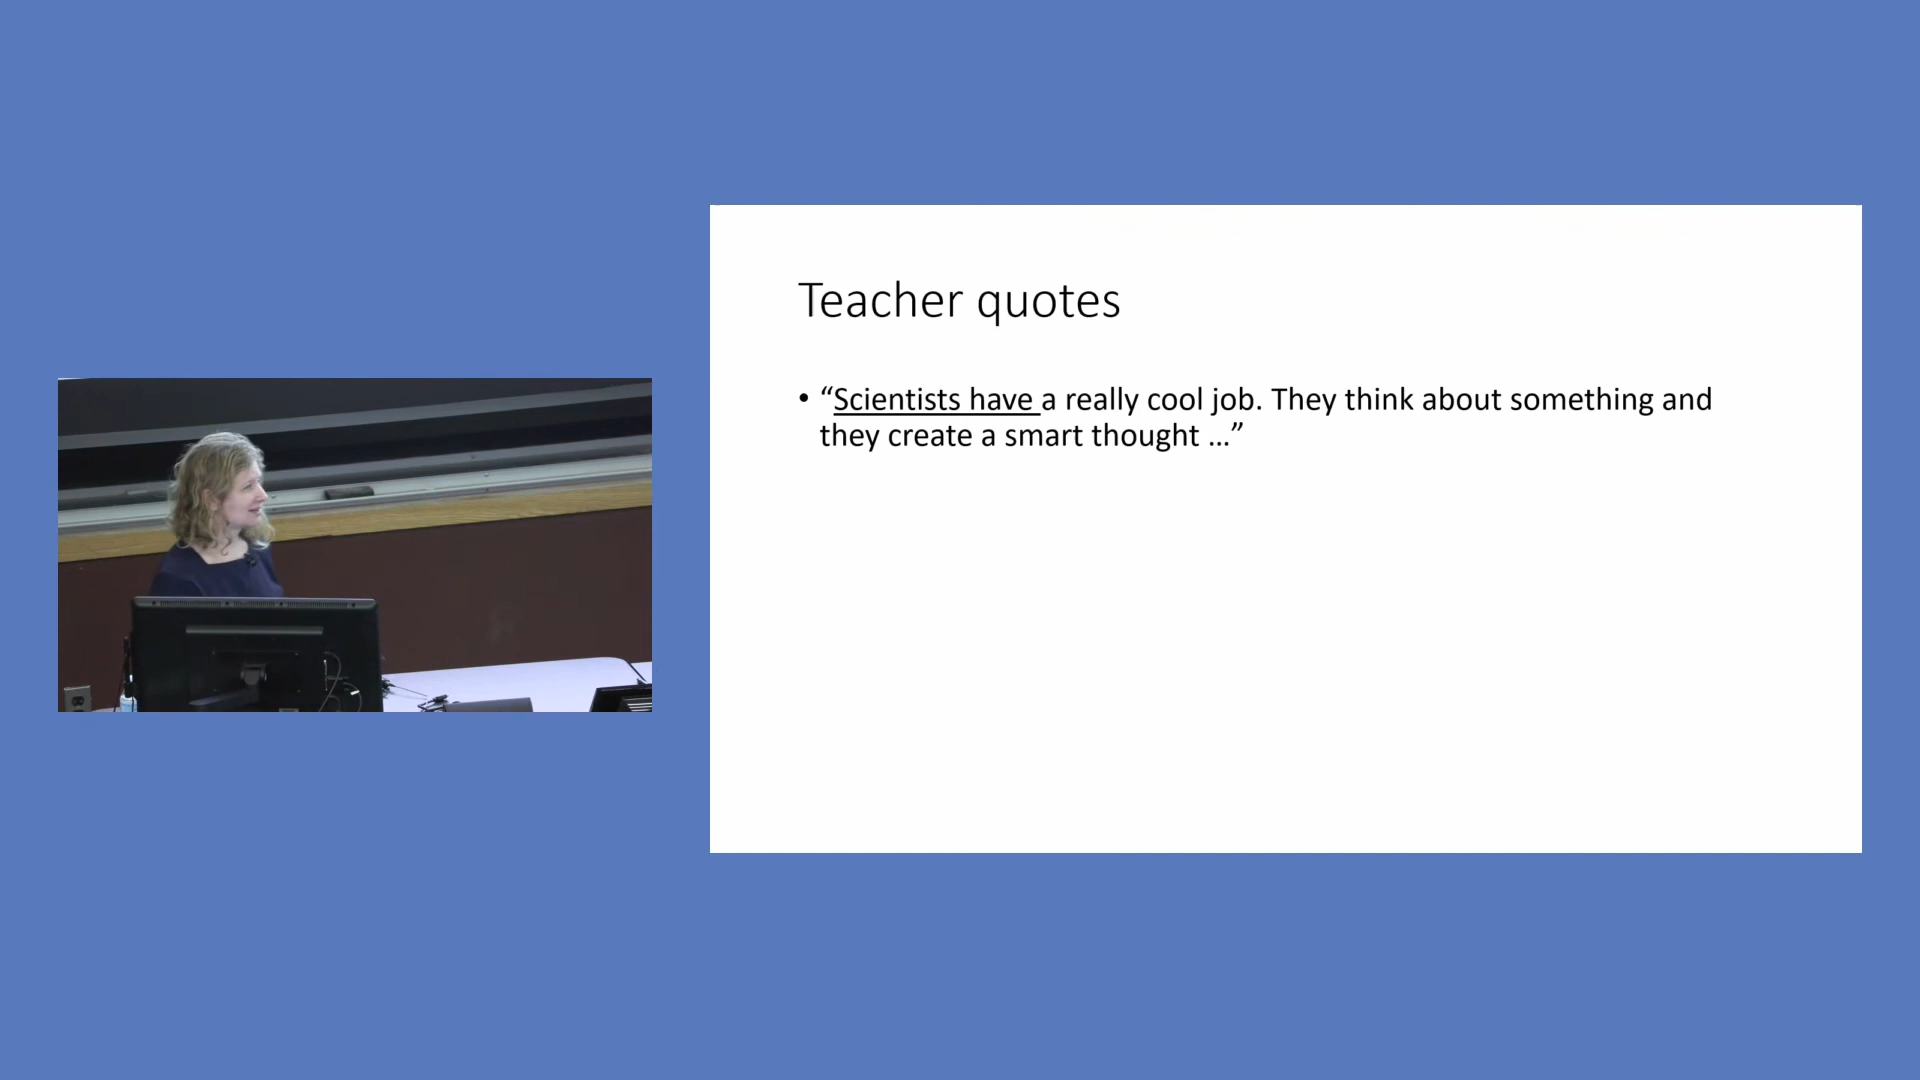 Teacher quotes
• “Scientists have a really cool job. They think about something and
they create a smart thought …”